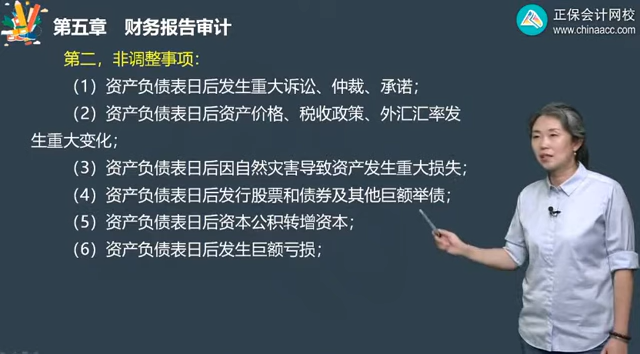 第五章 财务报告审计
正保会计网校
www.chinaacc.com
第二，非调整事项：
（1）资产负债表日后发生重大诉讼、仲裁、承诺；
（2）资产负债表日后资产价格、税收政策、外汇汇率发
生重大变化；
（3）资产负债表日后因自然灾害导致资产发生重大损失；
（4）资产负债表日后发行股票和债券及其他巨额举债；
（5）资产负债表日后资本公积转增资本；
（6）资产负债表日后发生巨额亏损；